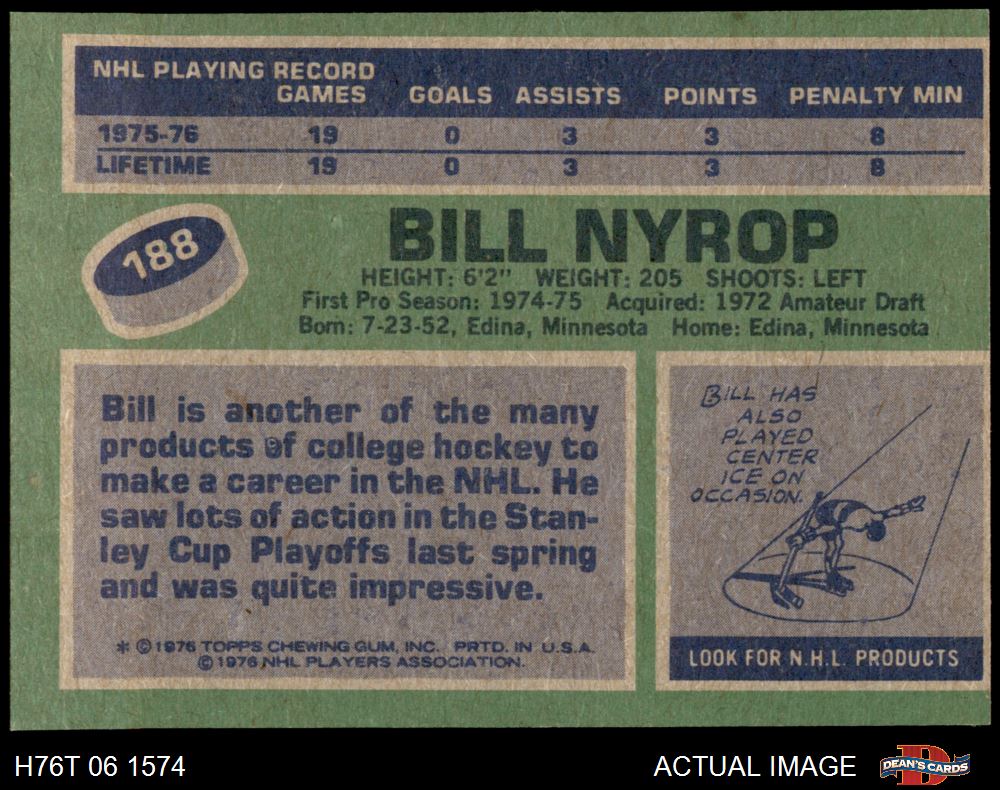 NHL PLAYING RECORD
GAMES GOALS ASSISTS POINTS PENALTY MIN
1975-76 19 0 3 3 8
LIFETIME 19 0 3 3 8
188
BILL NYROP
HEIGHT: 6'2" WEIGHT: 205 SHOOTS: LEFT
First Pro Season: 1974-75 Acquired: 1972 Amateur Draft
Born: 7-23-52, Edina, Minnesota Home: Edina, Minnesota
Bill is another of the many
products of college hockey to
make a career in the NHL. He
saw lots of action in the Stan-
ley Cup Playoffs last spring
and was quite impressive.
* © 1976 TOPPS CHEWING GUM, INC. PRTD. IN U.S.A.
© 1976 NHL PLAYERS ASSOCIATION.
BILL HAS
ALSO
PLAYED
CENTER
ICE ON
OCCASION.
LOOK FOR N.H.L. PRODUCTS
H76T 06 1574
ACTUAL IMAGE
D
DEAN'S CARDS